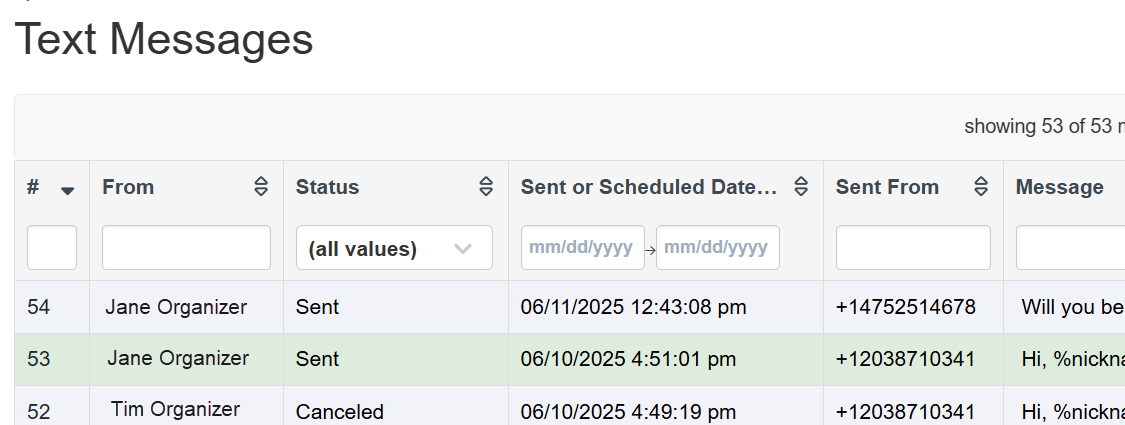 Text Messages
showing 53 of 53
# From Status Sent or Scheduled Date... Sent From Message
(all values) mm/dd/yyyy → mm/dd/yyyy
54 Jane Organizer Sent 06/11/2025 12:43:08 pm +14752514678 Will you be
53 Jane Organizer Sent 06/10/2025 4:51:01 pm +12038710341 Hi, %nickna
52 Tim Organizer Canceled 06/10/2025 4:49:19 pm +12038710341 Hi, %nickna